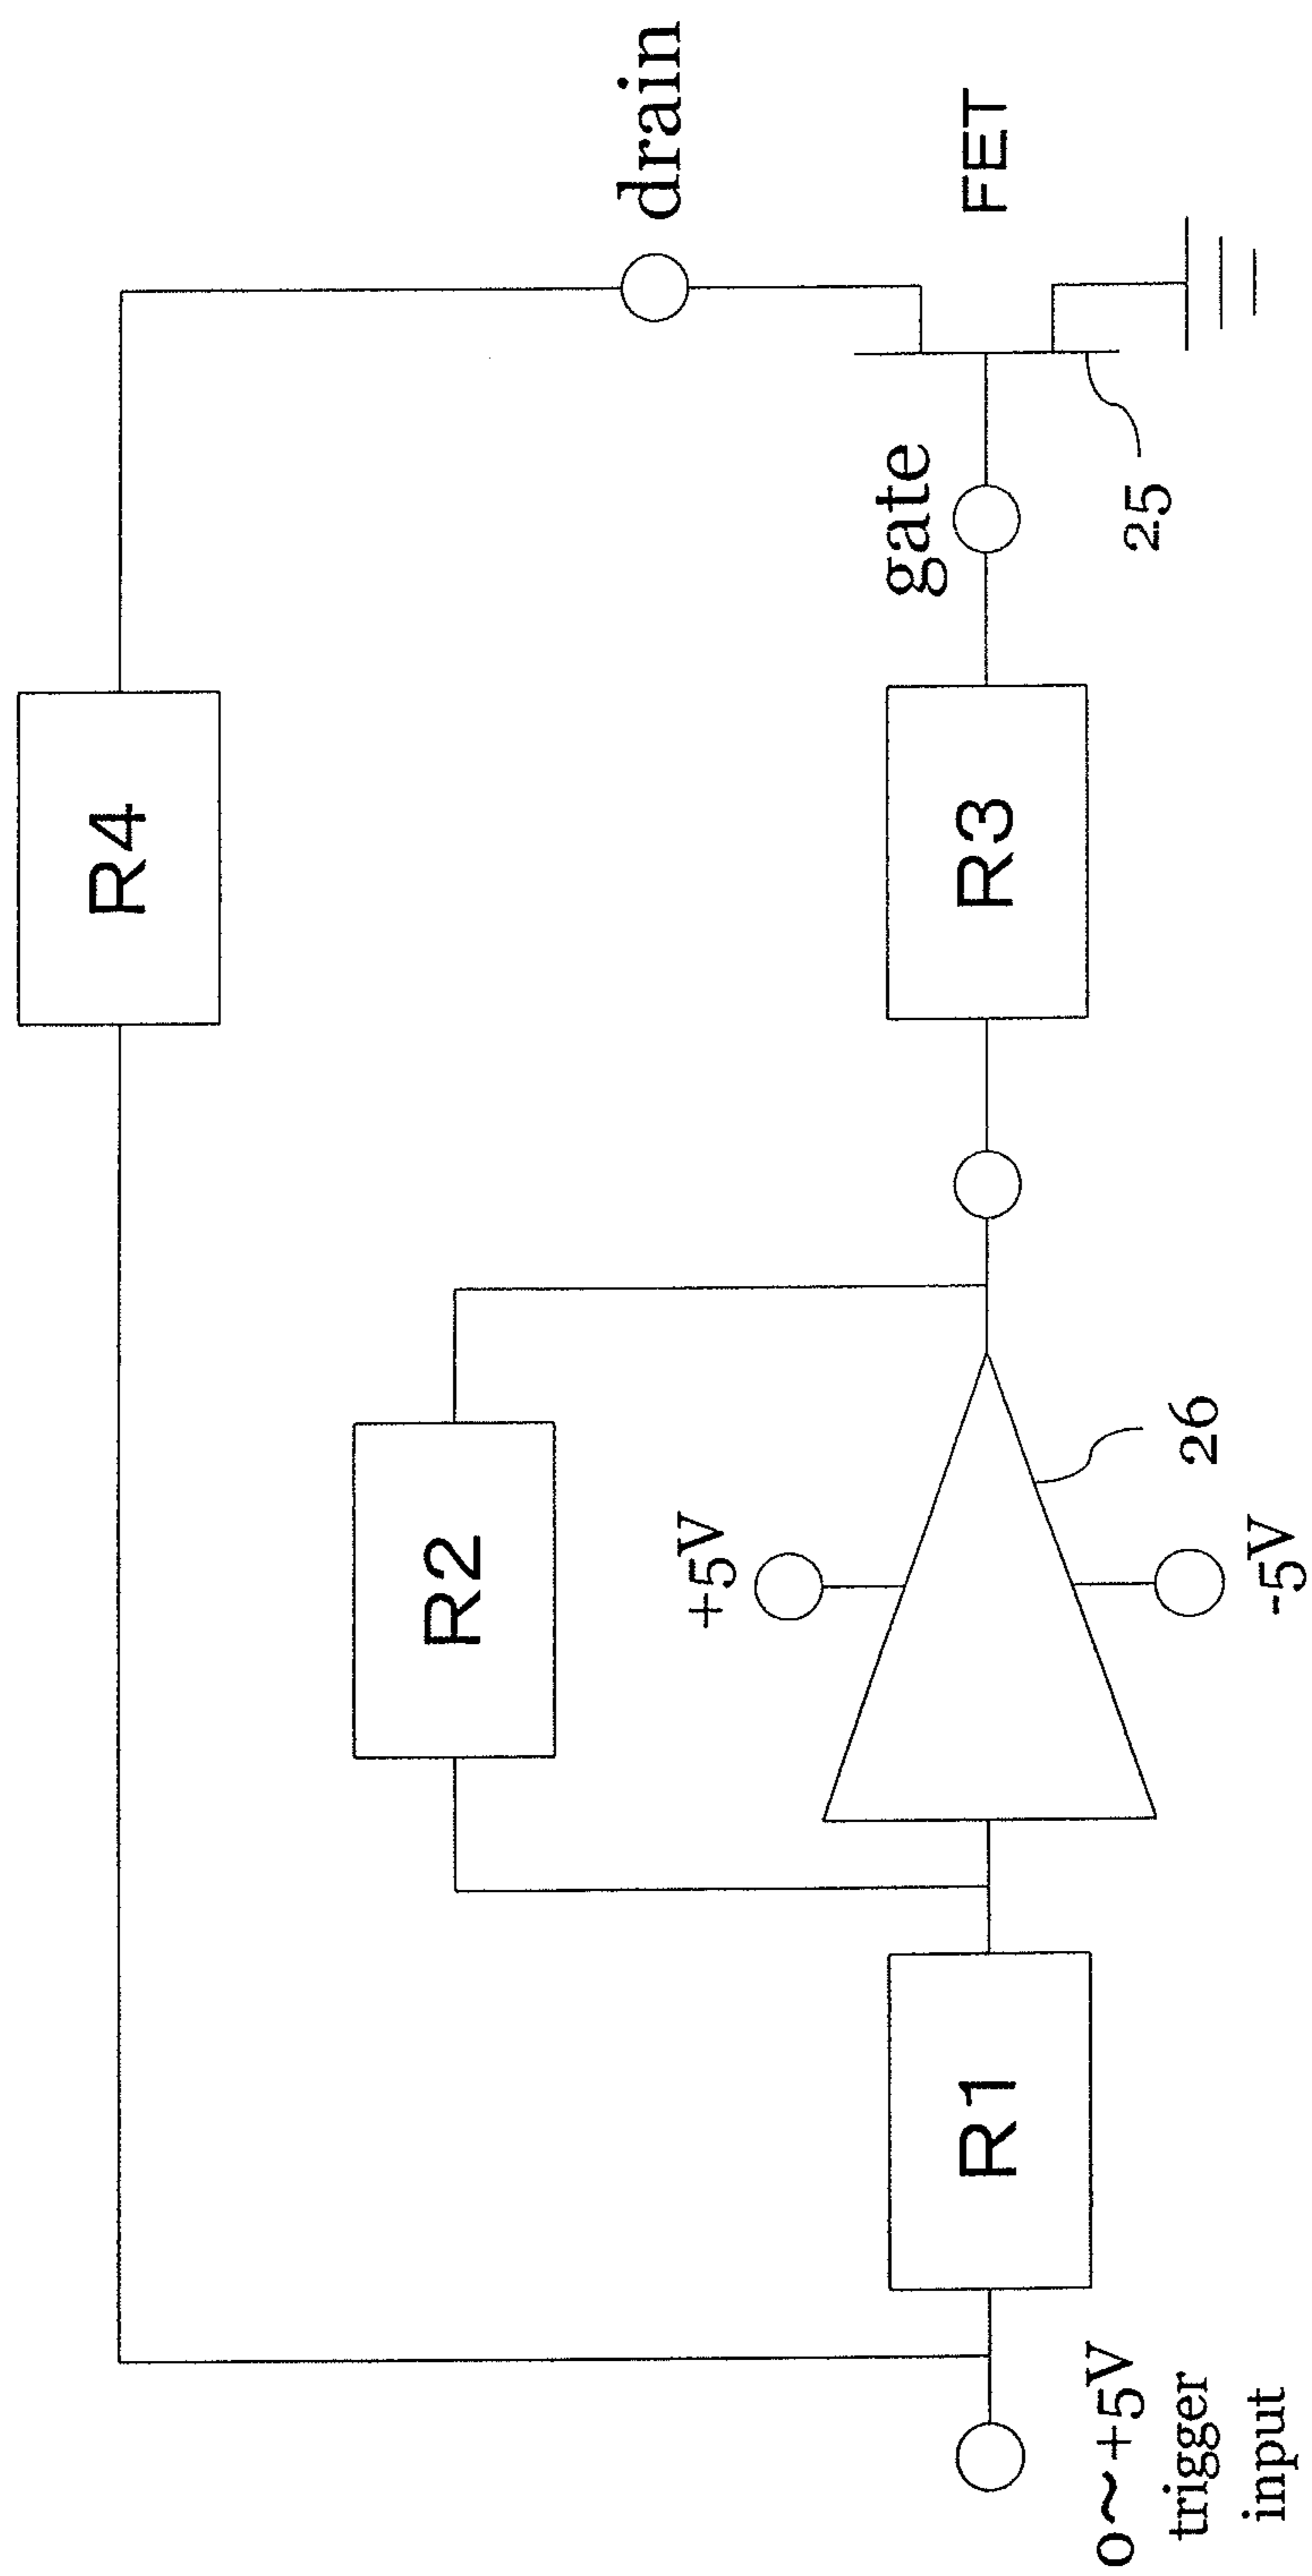 R4
drain
R2
+5V
gate
FET
R1
R3
0~+5V
trigger
input
-5V
26
25